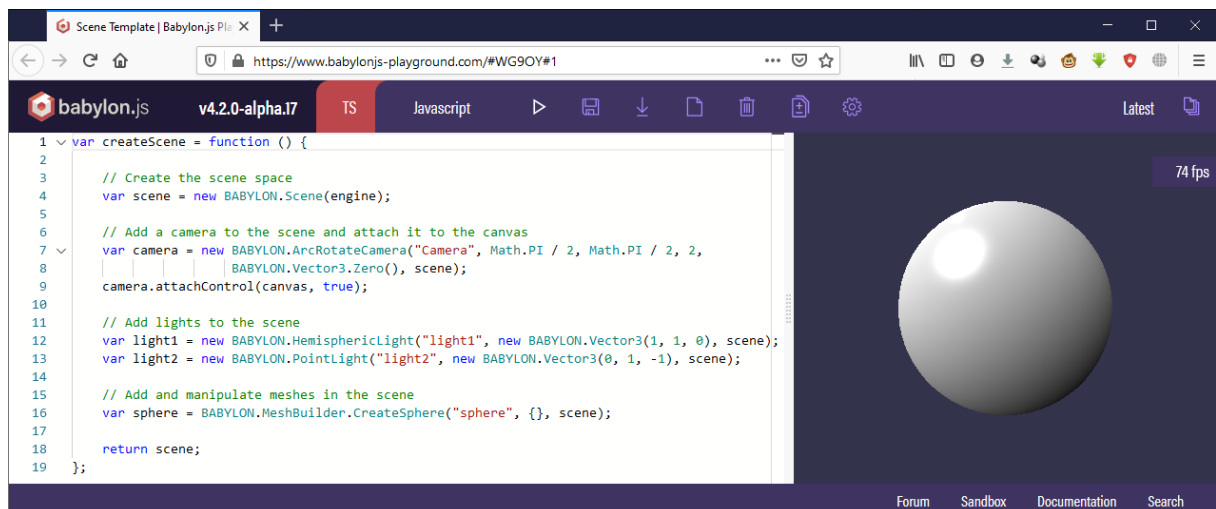 Scene Template | Babylon.js Pla
https://www.babylonjs-playground.com/#WG9OY#1
babylon.js v4.2.0-alpha.17 TS Javascript Latest
74 fps
1 var createScene = function () {
2
3 // Create the scene space
4 var scene = new BABYLON.Scene(engine);
5
6 // Add a camera to the scene and attach it to the canvas
7 var camera = new BABYLON.ArcRotateCamera("Camera", Math.PI / 2, Math.PI / 2, 2,
8 BABYLON.Vector3.Zero(), scene);
9 camera.attachControl(canvas, true);
10
11 // Add lights to the scene
12 var light1 = new BABYLON.HemisphericLight("light1", new BABYLON.Vector3(1, 1, 0), scene);
13 var light2 = new BABYLON.PointLight("light2", new BABYLON.Vector3(0, 1, -1), scene);
14
15 // Add and manipulate meshes in the scene
16 var sphere = BABYLON.MeshBuilder.CreateSphere("sphere", {}, scene);
17
18 return scene;
19 };
Forum Sandbox Documentation Search